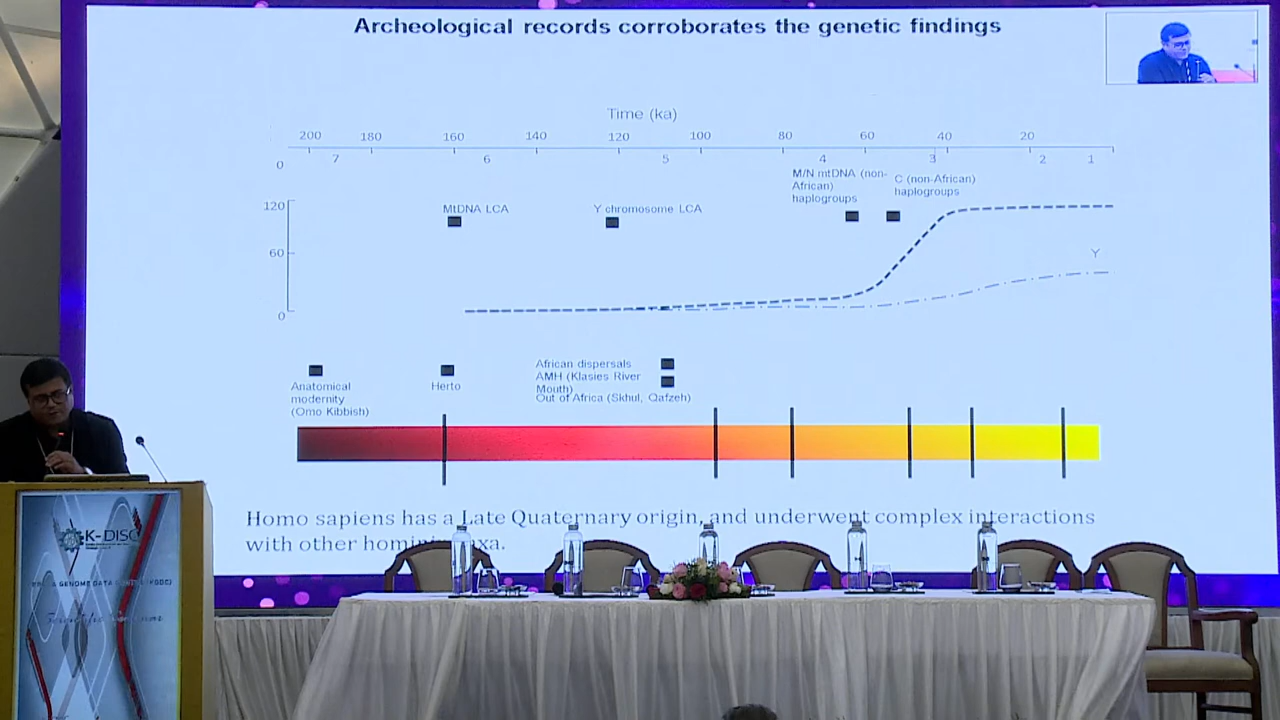 Archeological records corroborates the genetic findings
Time (ka)
200 180 160 140 120 100 80 60 40 20
0 7 6 5 4 3 2 1
M/N mtDNA (non-
African)
haplogroups
C (non-African)
haplogroups
120
60
0
MtDNA LCA
Y chromosome LCA
Y
Anatomical
modernity
(Omo Kibbish)
Herto
African dispersals
AMH (Klasies River
Mouth)
Out of Africa (Skhul, Qafzeh)
Homo sapiens has a Late Quaternary origin, and underwent complex interactions
with other
K-DISC
GENOME DATA